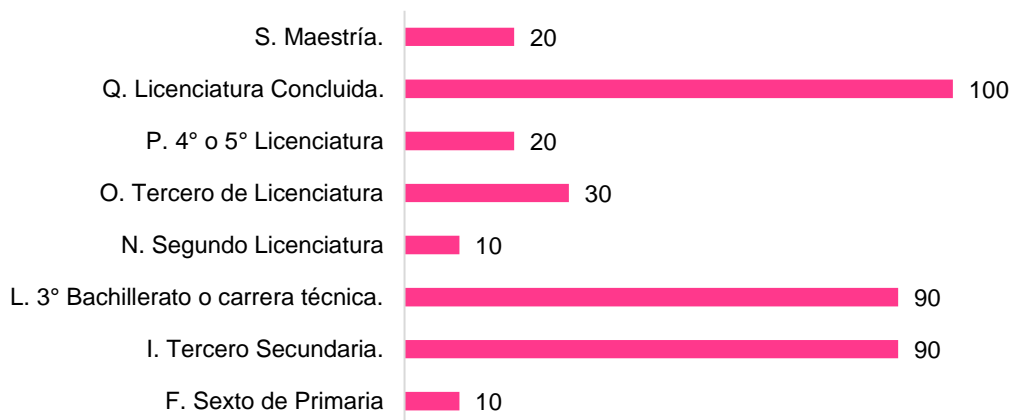 S. Maestría. 20
Q. Licenciatura Concluida. 100
P. 4° o 5° Licenciatura 20
O. Tercero de Licenciatura 30
N. Segundo Licenciatura 10
L. 3° Bachillerato o carrera técnica. 90
I. Tercero Secundaria. 90
F. Sexto de Primaria 10